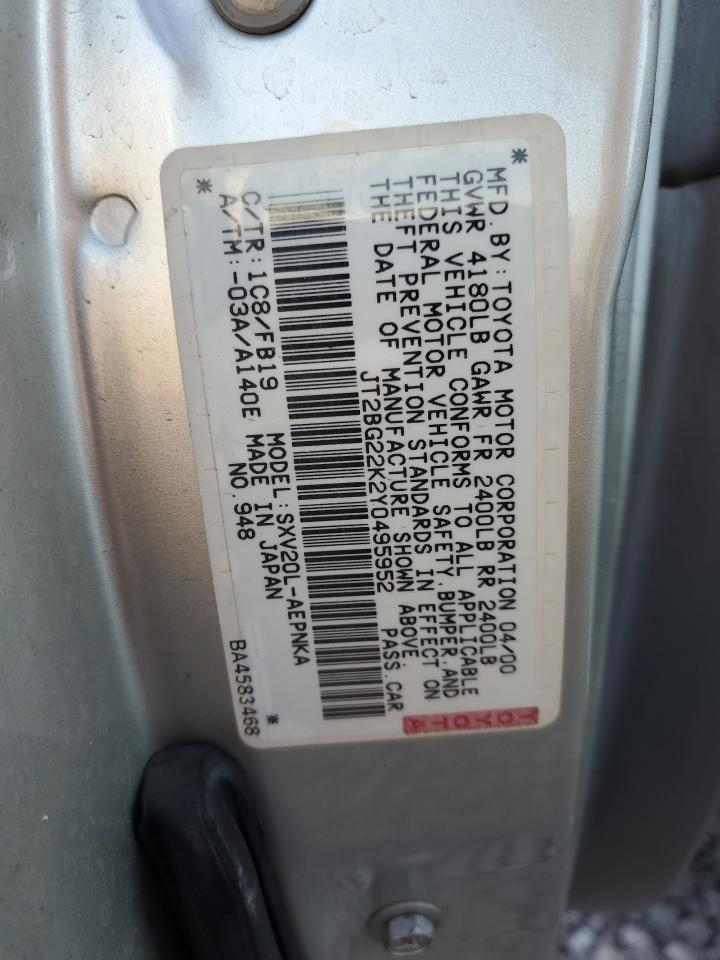 * MFD. BY: TOYOTA MOTOR CORPORATION 04/00
GVWR 4180LB GAWR FR 2400LB RR 2400LB
THIS VEHICLE CONFORMS TO ALL APPLICABLE
FEDERAL MOTOR VEHICLE SAFETY,BUMPER,AND
THEFT PREVENTION STANDARDS IN EFFECT ON
THE DATE OF MANUFACTURE SHOWN ABOVE
JT2BG22K2Y0495952 PASS.CAR
TOYOTA
C/TR:1C8/FB19 MODEL:SXV20L-AEPNKA
A/TM:-03A/A140E MADE IN JAPAN
* NO.948 *
BA4583468